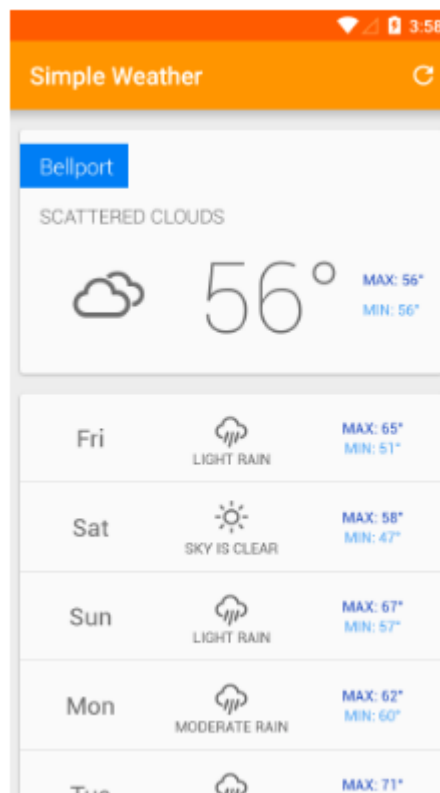 3:58
Simple Weather
Bellport
SCATTERED CLOUDS
56°
MAX: 56°
MIN: 56°
Fri
LIGHT RAIN
MAX: 65°
MIN: 51°
Sat
SKY IS CLEAR
MAX: 58°
MIN: 47°
Sun
LIGHT RAIN
MAX: 67°
MIN: 57°
Mon
MODERATE RAIN
MAX: 62°
MIN: 60°
Tue
MAX: 71°